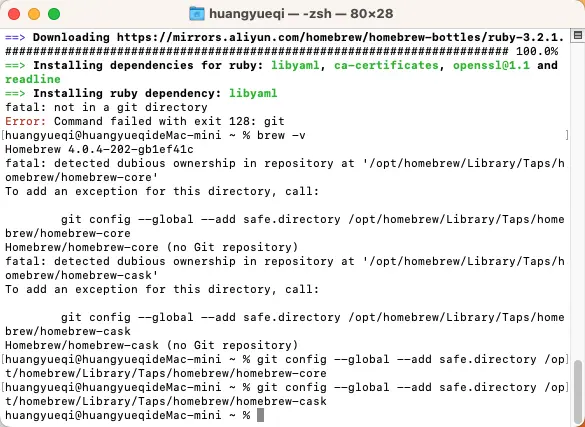 huangyueqi — -zsh — 80×28
==> Downloading https://mirrors.aliyun.com/homebrew/homebrew-bottles/ruby-3.2.1.
######################################################################## 100.0%
==> Installing dependencies for ruby: libyaml, ca-certificates, openssl@1.1 and
readline
==> Installing ruby dependency: libyaml
fatal: not in a git directory
Error: Command failed with exit 128: git
[huangyueqi@huangyueqideMac-mini ~ % brew -v ]
Homebrew 4.0.4-202-gb1ef41c
fatal: detected dubious ownership in repository at '/opt/homebrew/Library/Taps/h
omebrew/homebrew-core'
To add an exception for this directory, call:
git config --global --add safe.directory /opt/homebrew/Library/Taps/home
brew/homebrew-core
Homebrew/homebrew-core (no Git repository)
fatal: detected dubious ownership in repository at '/opt/homebrew/Library/Taps/h
omebrew/homebrew-cask'
To add an exception for this directory, call:
git config --global --add safe.directory /opt/homebrew/Library/Taps/home
brew/homebrew-cask
Homebrew/homebrew-cask (no Git repository)
[huangyueqi@huangyueqideMac-mini ~ % git config --global --add safe.directory /op]
t/homebrew/Library/Taps/homebrew/homebrew-core
[huangyueqi@huangyueqideMac-mini ~ % git config --global --add safe.directory /op]
t/homebrew/Library/Taps/homebrew/homebrew-cask
huangyueqi@huangyueqideMac-mini ~ %